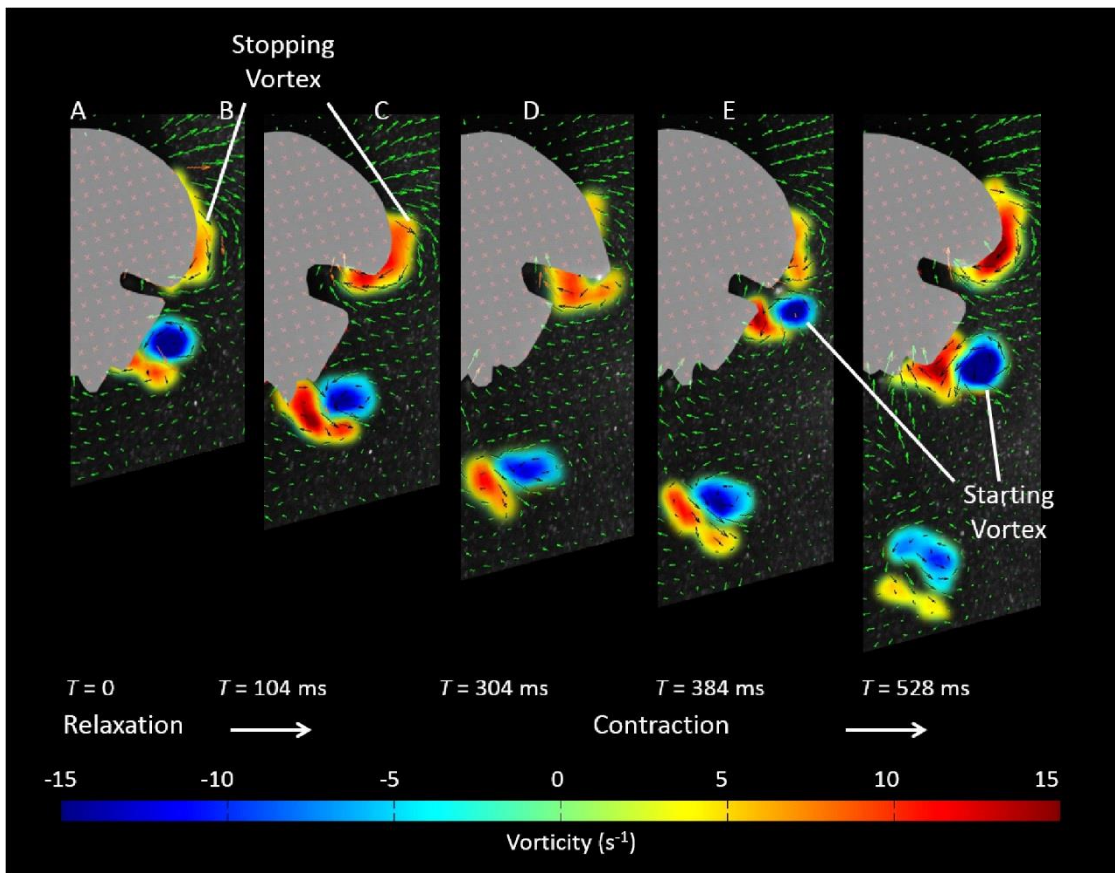 Stopping
Vortex
A
B
C
D
E
Starting
Vortex
T = 0
T = 104 ms
T = 304 ms
T = 384 ms
T = 528 ms
Relaxation
Contraction
-15 -10 -5 0 5 10 15
Vorticity (s⁻¹)